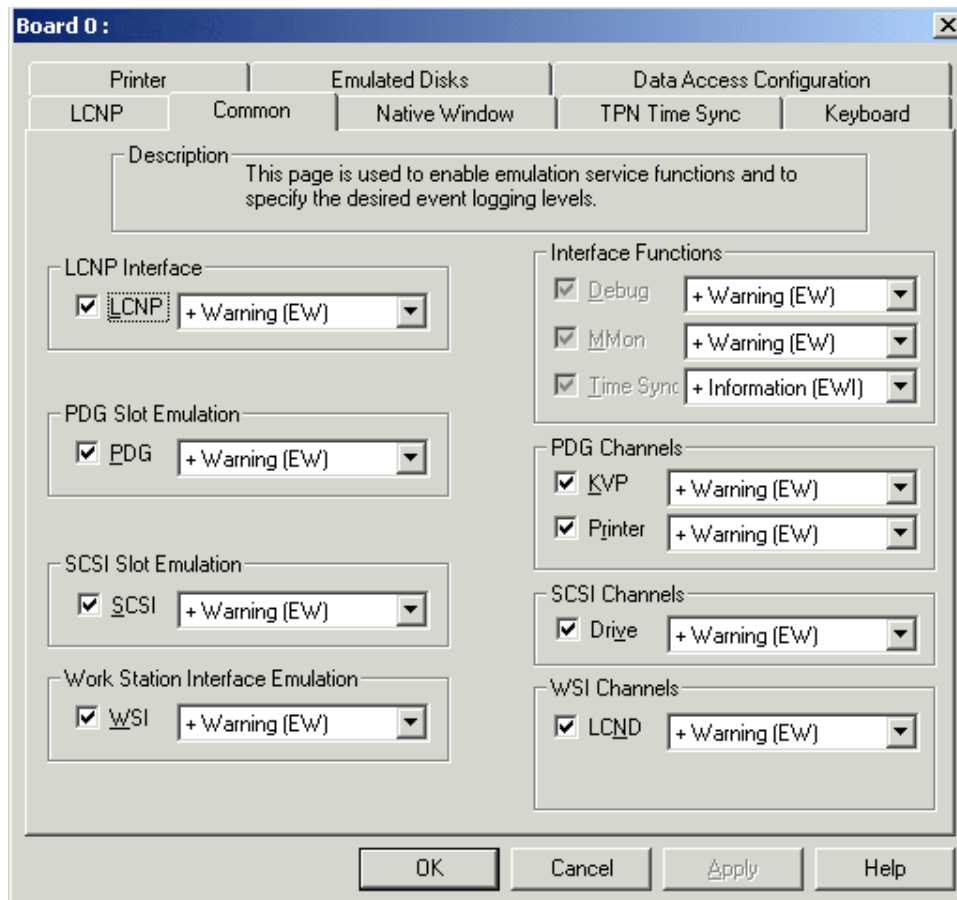 Board 0 :
Printer
Emulated Disks
Data Access Configuration
LCNP
Common
Native Window
TPN Time Sync
Keyboard
Description
This page is used to enable emulation service functions and to
specify the desired event logging levels.
LCNP Interface
LCNP
+ Warning (EW)
PDG Slot Emulation
PDG
+ Warning (EW)
SCSI Slot Emulation
SCSI
+ Warning (EW)
Work Station Interface Emulation
WSI
+ Warning (EW)
Interface Functions
Debug
+ Warning (EW)
MMon
+ Warning (EW)
Time Sync
+ Information (EWI)
PDG Channels
KVP
+ Warning (EW)
Printer
+ Warning (EW)
SCSI Channels
Drive
+ Warning (EW)
WSI Channels
LCND
+ Warning (EW)
OK
Cancel
Apply
Help